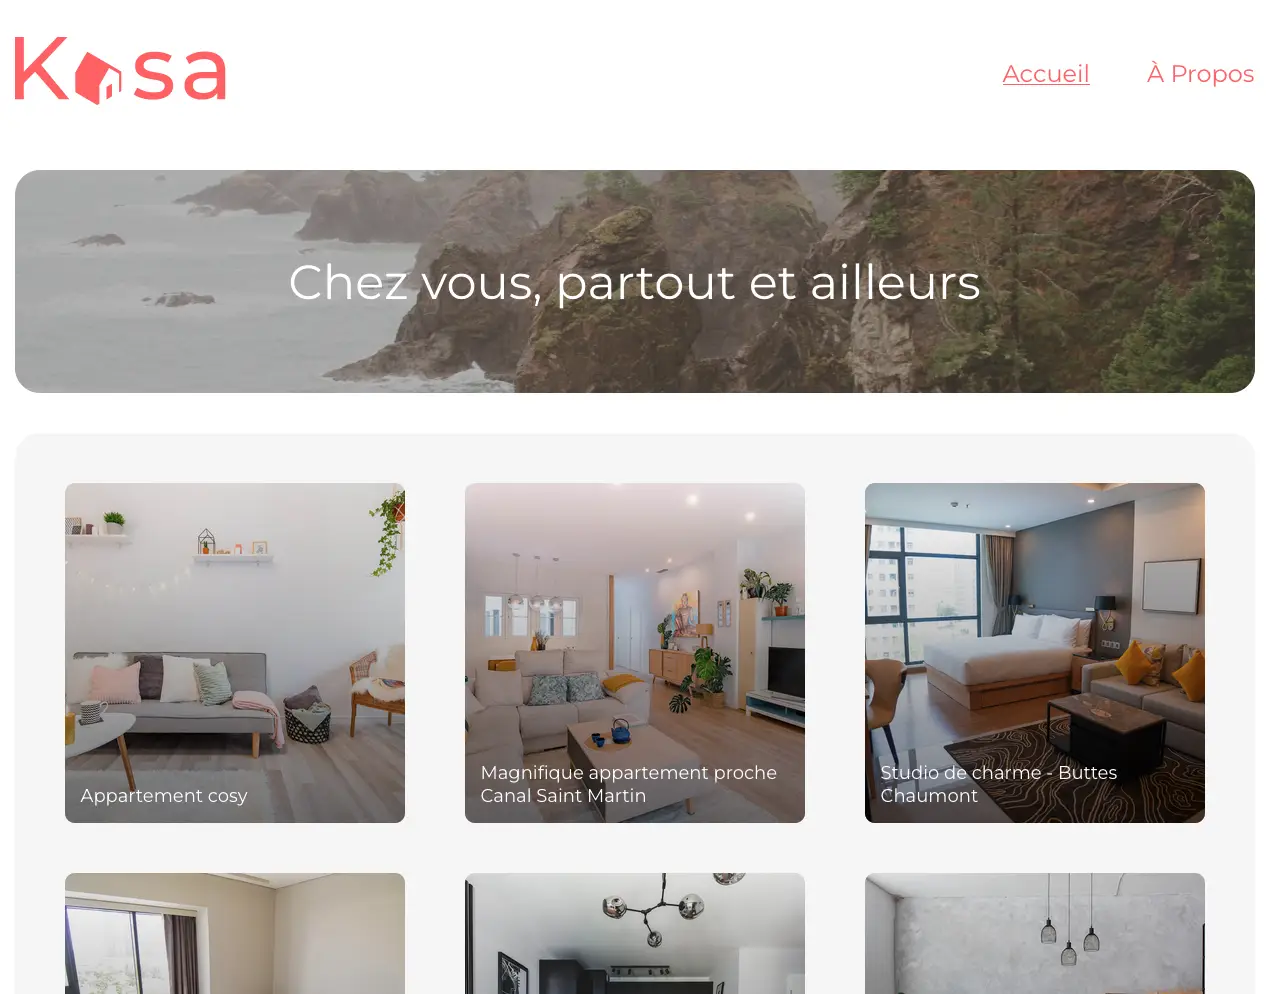 Kasa
Accueil
À Propos
Chez vous, partout et ailleurs
Appartement cosy
Magnifique appartement proche
Canal Saint Martin
Studio de charme - Buttes
Chaumont